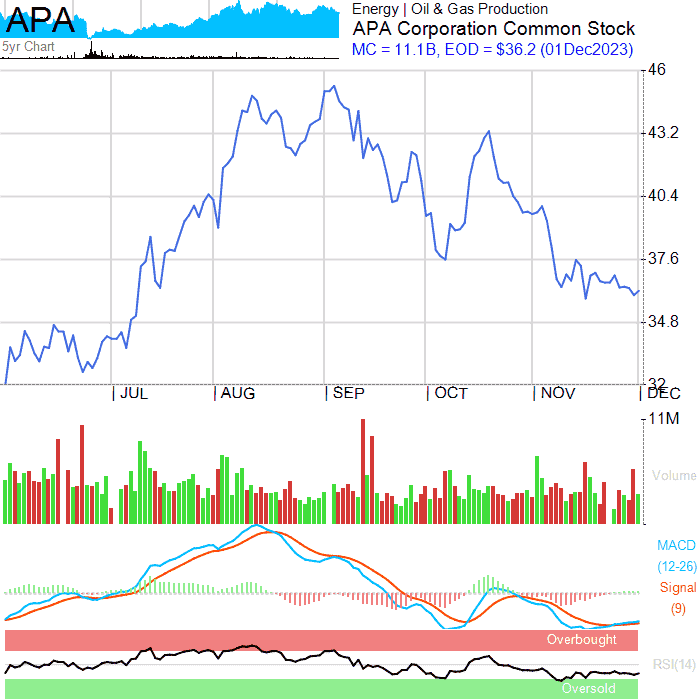 APA
5yr Chart
Energy | Oil & Gas Production
APA Corporation Common Stock
MC = 11.1B, EOD = $36.2 (01Dec2023)
46
43.2
40.4
37.6
34.8
32
JUL
AUG
SEP
OCT
NOV
DEC
11M
Volume
MACD
(12-26)
Signal
(9)
Overbought
RSI(14)
Oversold